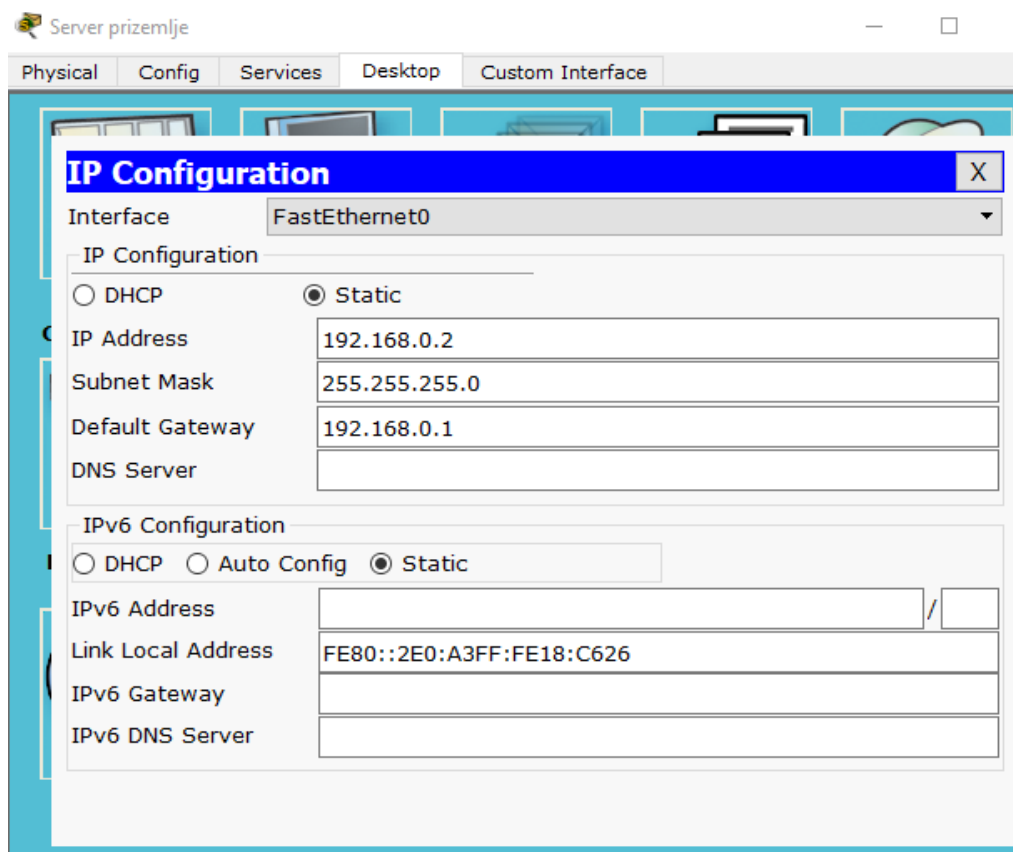 Server prizemlje
Physical Config Services Desktop Custom Interface
IP Configuration X
Interface FastEthernet0
IP Configuration
DHCP Static
IP Address 192.168.0.2
Subnet Mask 255.255.255.0
Default Gateway 192.168.0.1
DNS Server
IPv6 Configuration
DHCP Auto Config Static
IPv6 Address /
Link Local Address FE80::2E0:A3FF:FE18:C626
IPv6 Gateway
IPv6 DNS Server